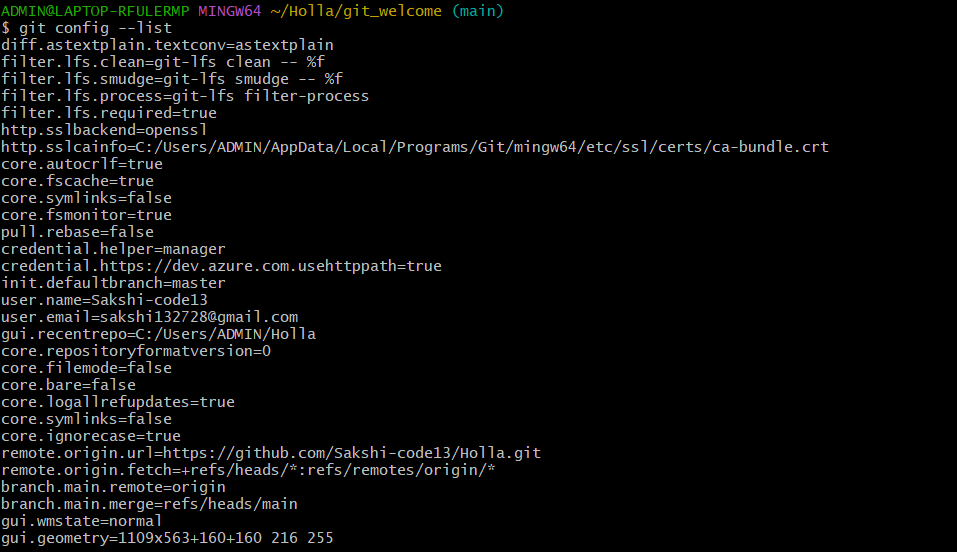 ADMIN@LAPTOP-RFULERMP MINGW64 ~/Holla/git_welcome (main)
$ git config --list
diff.astextplain.textconv=astextplain
filter.lfs.clean=git-lfs clean -- %f
filter.lfs.smudge=git-lfs smudge -- %f
filter.lfs.process=git-lfs filter-process
filter.lfs.required=true
http.sslbackend=openssl
http.sslcainfo=C:/Users/ADMIN/AppData/Local/Programs/Git/mingw64/etc/ssl/certs/ca-bundle.crt
core.autocrlf=true
core.fscache=true
core.symlinks=false
core.fsmonitor=true
pull.rebase=false
credential.helper=manager
credential.https://dev.azure.com.usehttppath=true
init.defaultbranch=master
user.name=Sakshi-code13
user.email=sakshi132728@gmail.com
gui.recentrepo=C:/Users/ADMIN/Holla
core.repositoryformatversion=0
core.filemode=false
core.bare=false
core.logallrefupdates=true
core.symlinks=false
core.ignorecase=true
remote.origin.url=https://github.com/Sakshi-code13/Holla.git
remote.origin.fetch=+refs/heads/*:refs/remotes/origin/*
branch.main.remote=origin
branch.main.merge=refs/heads/main
gui.wmstate=normal
gui.geometry=1109x563+160+160 216 255